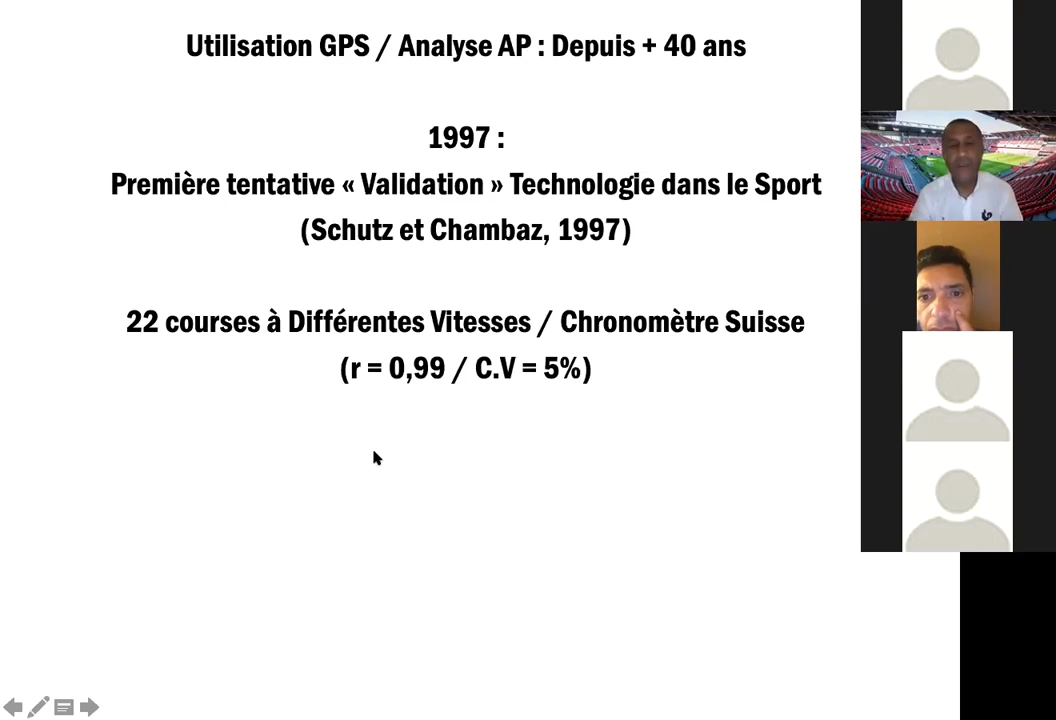 Utilisation GPS / Analyse AP : Depuis + 40 ans
1997 :
Première tentative « Validation » Technologie dans le Sport
(Schutz et Chambaz, 1997)
22 courses à Différentes Vitesses / Chronomètre Suisse
(r = 0,99 / C.V = 5%)